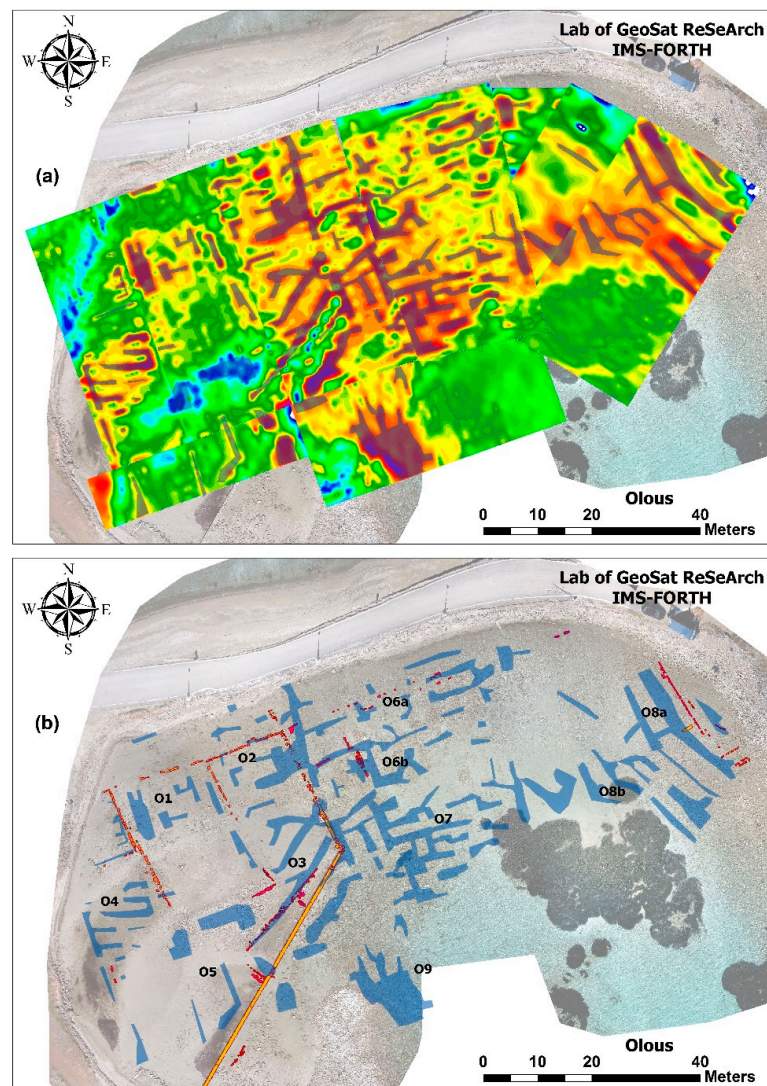 N
W E
S
Lab of GeoSat ReSeArch
IMS-FORTH
(a)
Olous
0 10 20 40
Meters
N
W E
S
Lab of GeoSat ReSeArch
IMS-FORTH
(b)
O6a
O8a
O2
O6b
O1
O8b
O7
O3
O4
O5
O9
Olous
0 10 20 40
Meters